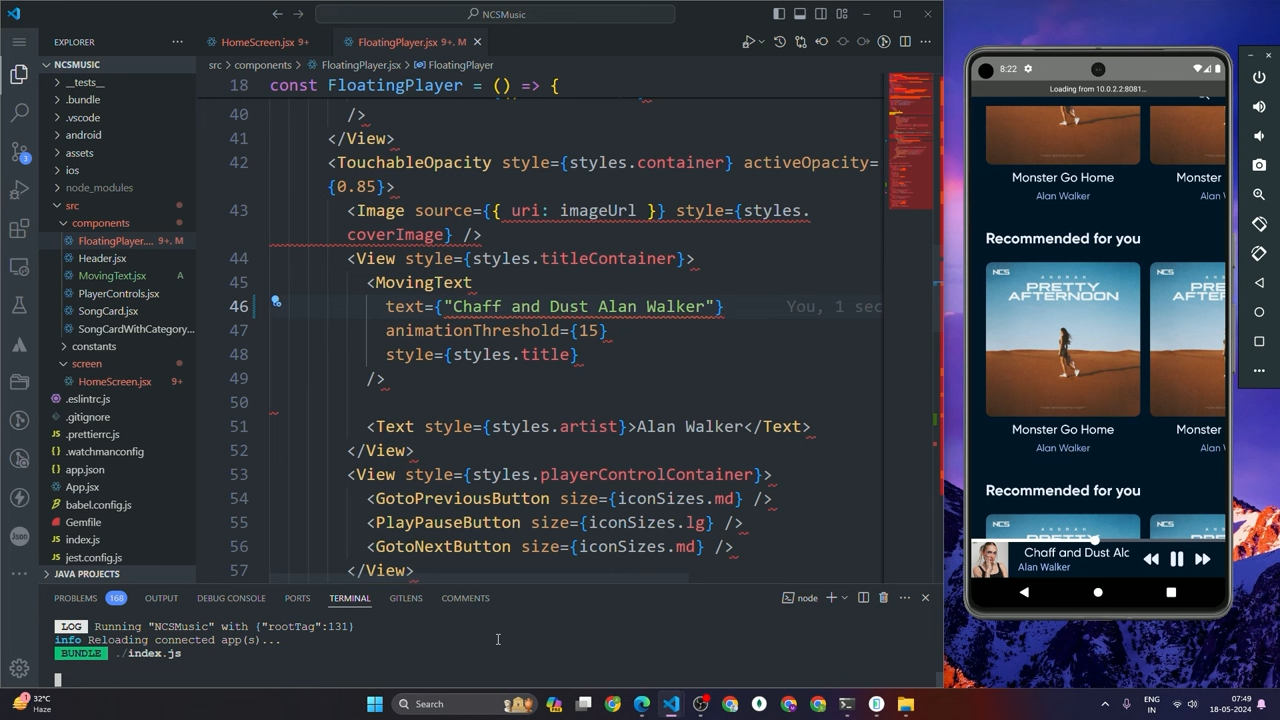 NCSMusic
EXPLORER
HomeScreen.jsx 9+
FloatingPlayer.jsx 9+, M
NCSMUSIC
src > components > FloatingPlayer.jsx > FloatingPlayer
__tests__
.bundle
.vscode
android
assets
ios
node_modules
src
components
FloatingPlayer.... 9+, M
Header.jsx
MovingText.jsx A
PlayerControls.jsx
SongCard.jsx
SongCardWithCategory...
constants
screen
HomeScreen.jsx 9+
.eslintrc.js
.gitignore
.prettierrc.js
.watchmanconfig
app.json
App.jsx
babel.config.js
Gemfile
index.js
jest.config.js
JAVA PROJECTS
3
Json
18 const FloatingPlayer = () => {
40 />
41 </View>
42 <TouchableOpacity style={styles.container} activeOpacity=
{0.85}>
43 <Image source={{ uri: imageUrl }} style={styles.
coverImage} />
44 <View style={styles.titleContainer}>
45 <MovingText
46 text={"Chaff and Dust Alan Walker"} You, 1 sec
47 animationThreshold={15}
48 style={styles.title}
49 />
50
51 <Text style={styles.artist}>Alan Walker</Text>
52 </View>
53 <View style={styles.playerControlContainer}>
54 <GotoPreviousButton size={iconSizes.md} />
55 <PlayPauseButton size={iconSizes.lg} />
56 <GotoNextButton size={iconSizes.md} />
57 </View>
PROBLEMS 168 OUTPUT DEBUG CONSOLE PORTS TERMINAL GITLENS COMMENTS
node
LOG Running "NCSMusic" with {"rootTag":131}
info Reloading connected app(s)...
BUNDLE ./index.js
8:22
Loading from 10.0.2.2:8081...
Monster Go Home Monster
Alan Walker Alan W
Recommended for you
NCS NCS
ANDRAH
PRETTY PRETT
AFTERNOON AFTERN
Monster Go Home Monster
Alan Walker Alan W
Recommended for you
NCS NCS
ANDRAH
PRETTY
Chaff and Dust Alc
Alan Walker
32°C
Haze
Search
ENG
IN
07:49
18-05-2024